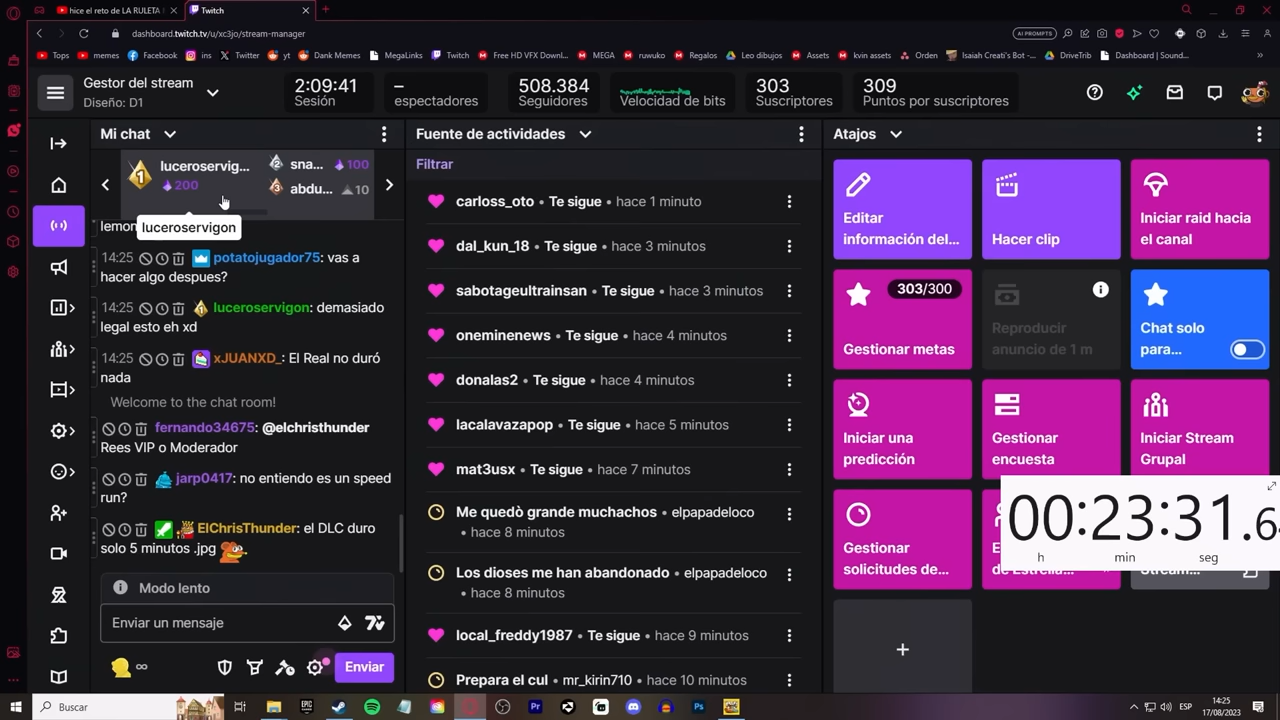 hice el reto de LA RULETA
Twitch
dashboard.twitch.tv/u/xc3jo/stream-manager
AI PROMPTS
Tops
memes
Facebook
ins
Twitter
yt
Dank Memes
MegaLinks
Twitch
Free HD VFX Downl...
MEGA
ruwuko
Regalos
Leo dibujos
Assets
kvin assets
Orden
Isaiah Creati's Bot -...
DriveTrib
Dashboard | Sound...
Gestor del stream
Diseño: D1
2:09:41
Sesión
–
espectadores
508.384
Seguidores
Velocidad de bits
303
Suscriptores
309
Puntos por suscriptores
Mi chat
1 luceroservig...
200
2 sna... 100
3 abdu... 10
luceroservigon
lemon
14:25 potatojugador75: vas a
hacer algo despues?
14:25 luceroservigon: demasiado
legal esto eh xd
14:25 xJUANXD_: El Real no duró
nada
Welcome to the chat room!
fernando34675: @elchristhunder
Rees VIP o Moderador
jarp0417: no entiendo es un speed
run?
ElChrisThunder: el DLC duro
solo 5 minutos .jpg
Modo lento
Enviar un mensaje
∞
Enviar
Fuente de actividades
Filtrar
carloss_oto • Te sigue • hace 1 minuto
dal_kun_18 • Te sigue • hace 3 minutos
sabotageultrainsan • Te sigue • hace 3 minutos
oneminenews • Te sigue • hace 4 minutos
donalas2 • Te sigue • hace 4 minutos
lacalavazapop • Te sigue • hace 5 minutos
mat3usx • Te sigue • hace 7 minutos
Me quedò grande muchachos • elpapadeloco
• hace 8 minutos
Los dioses me han abandonado • elpapadeloco
• hace 8 minutos
local_freddy1987 • Te sigue • hace 9 minutos
Prepara el cul • mr_kirin710 • hace 10 minutos
Atajos
Editar
información del...
Hacer clip
Iniciar raid hacia
el canal
303/300
Gestionar metas
Reproducir
anuncio de 1 m
Chat solo
para...
Iniciar una
predicción
Gestionar
encuesta
Iniciar Stream
Grupal
Gestionar
solicitudes de...
00:23:31.6
h min seg
+
Buscar
ESP
14:25
17/08/2023